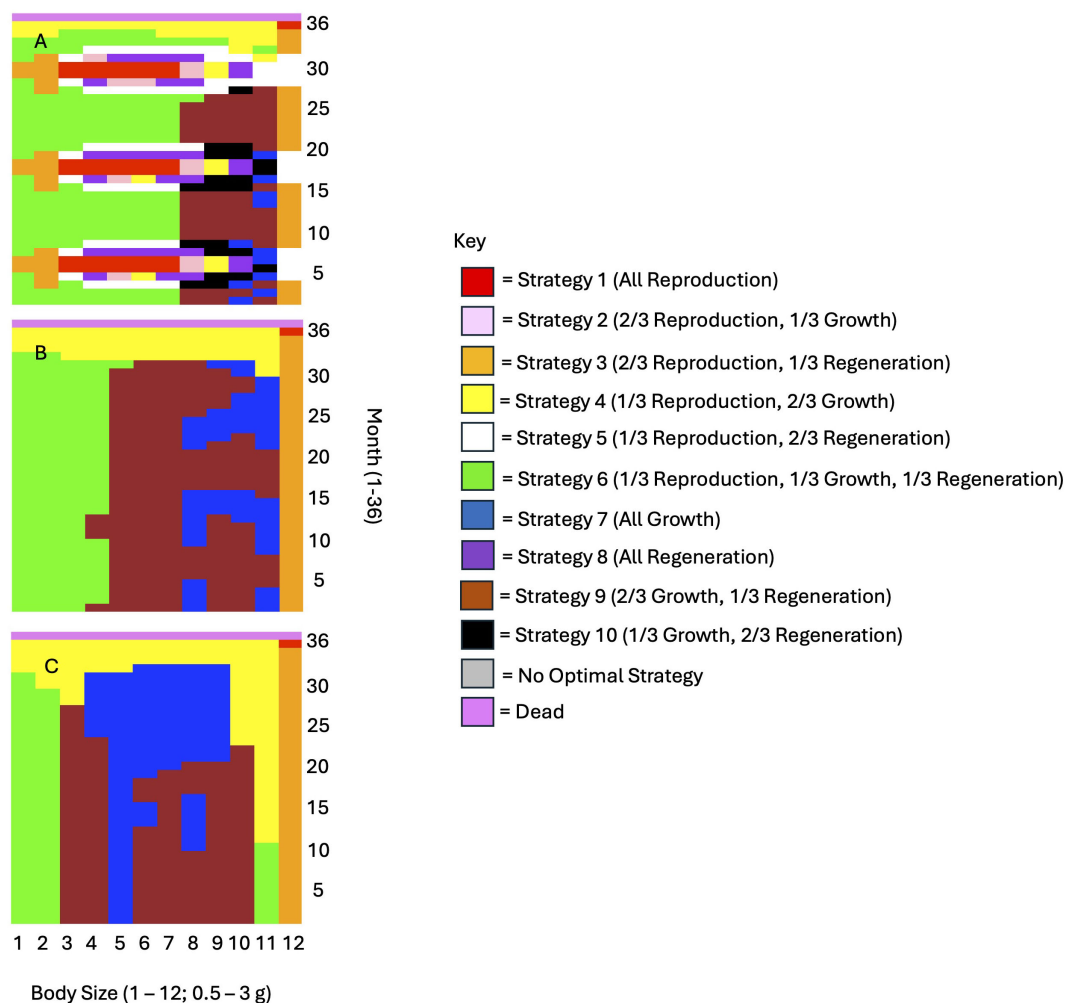 A
36
30
25
20
15
10
5
B
36
30
25
20
15
10
5
Month (1-36)
C
36
30
25
20
15
10
5
1 2 3 4 5 6 7 8 9 10 11 12
Body Size (1 – 12; 0.5 – 3 g)
Key
= Strategy 1 (All Reproduction)
= Strategy 2 (2/3 Reproduction, 1/3 Growth)
= Strategy 3 (2/3 Reproduction, 1/3 Regeneration)
= Strategy 4 (1/3 Reproduction, 2/3 Growth)
= Strategy 5 (1/3 Reproduction, 2/3 Regeneration)
= Strategy 6 (1/3 Reproduction, 1/3 Growth, 1/3 Regeneration)
= Strategy 7 (All Growth)
= Strategy 8 (All Regeneration)
= Strategy 9 (2/3 Growth, 1/3 Regeneration)
= Strategy 10 (1/3 Growth, 2/3 Regeneration)
= No Optimal Strategy
= Dead